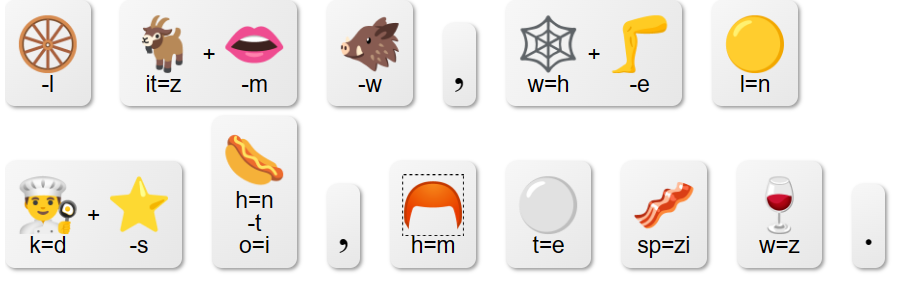 -l it=z + -m -w , w=h + -e l=n
k=d + -s h=n -t o=i , h=m t=e sp=zi w=z .